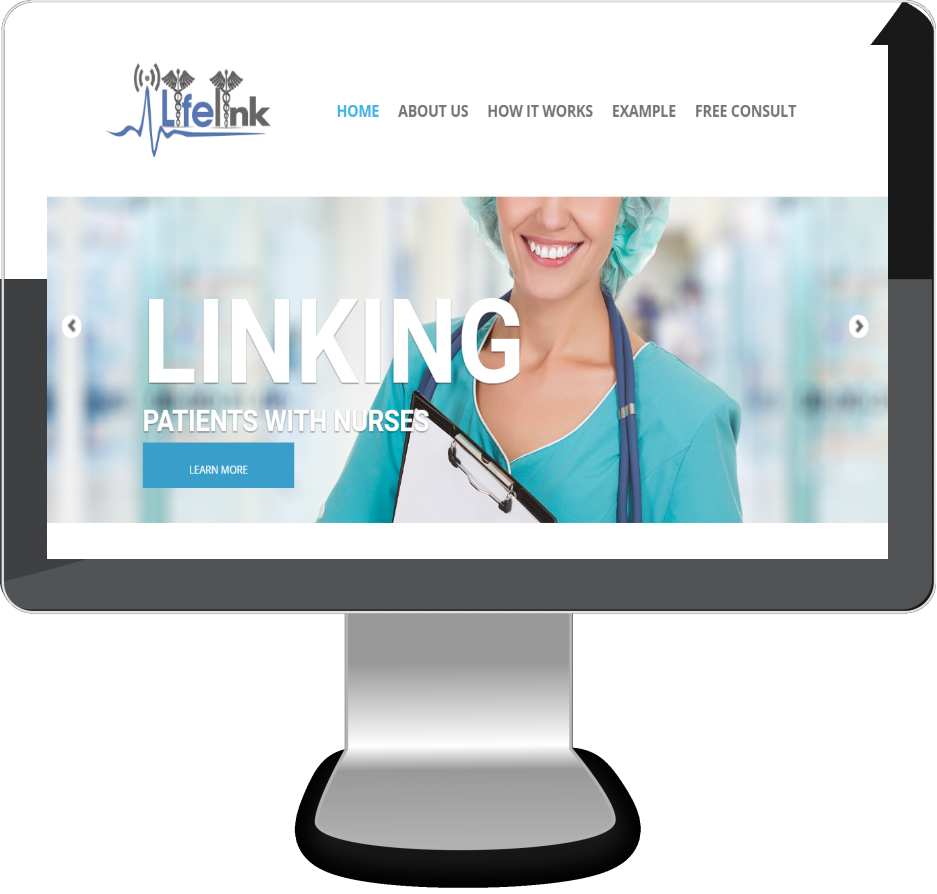 Lifelink
HOME ABOUT US HOW IT WORKS EXAMPLE FREE CONSULT
LINKING
PATIENTS WITH NURSES
LEARN MORE